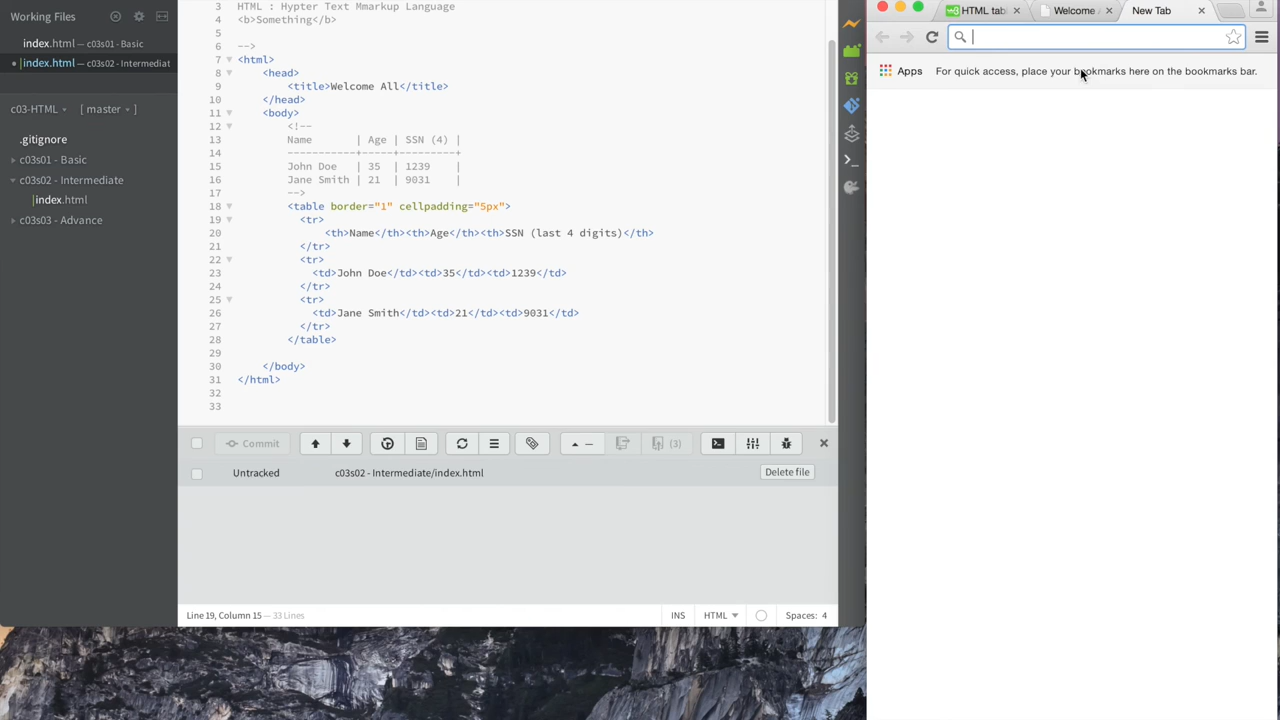 Working Files
index.html — c03s01 - Basic
• index.html — c03s02 - Intermediat
c03-HTML [ master ]
.gitignore
c03s01 - Basic
c03s02 - Intermediate
index.html
c03s03 - Advance
3 HTML : Hypter Text Mmarkup Language
4 <b>Something</b>
5
6 -->
7 <html>
8 <head>
9 <title>Welcome All</title>
10 </head>
11 <body>
12 <!--
13 Name | Age | SSN (4) |
14 -----------+-----+---------+
15 John Doe | 35 | 1239 |
16 Jane Smith | 21 | 9031 |
17 -->
18 <table border="1" cellpadding="5px">
19 <tr>
20 <th>Name</th><th>Age</th><th>SSN (last 4 digits)</th>
21 </tr>
22 <tr>
23 <td>John Doe</td><td>35</td><td>1239</td>
24 </tr>
25 <tr>
26 <td>Jane Smith</td><td>21</td><td>9031</td>
27 </tr>
28 </table>
29
30 </body>
31 </html>
32
33
Commit (3)
Untracked c03s02 - Intermediate/index.html Delete file
Line 19, Column 15 — 33 Lines INS HTML Spaces: 4
HTML tab Welcome New Tab
Apps For quick access, place your bookmarks here on the bookmarks bar.